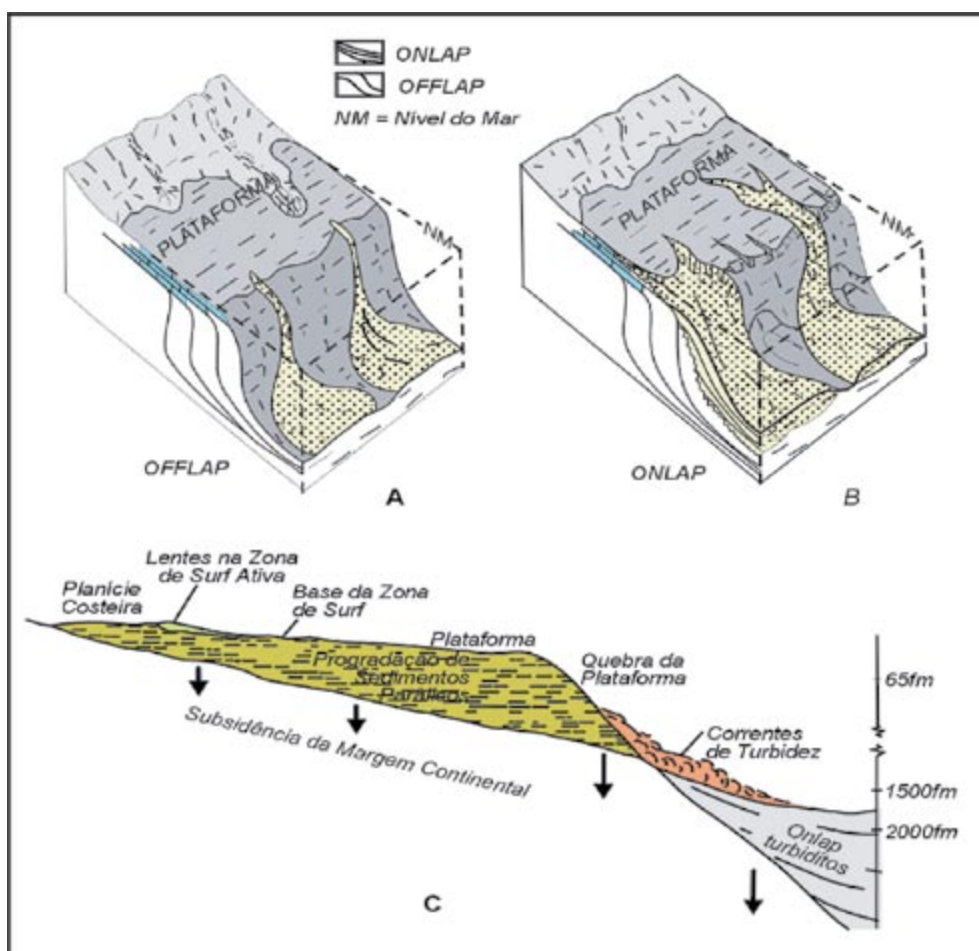 ONLAP
OFFLAP
NM = Nível do Mar
PLATAFORMA
NM
OFFLAP
A
PLATAFORMA
NM
ONLAP
B
Lentes na Zona
de Surf Ativa
Planície
Costeira
Base da Zona
de Surf
Plataforma
Quebra da
Plataforma
65fm
Progradação de
Sedimentos
Parálicos
Subsidência da Margem Continental
Correntes
de Turbidez
1500fm
2000fm
Onlap
turbiditos
C